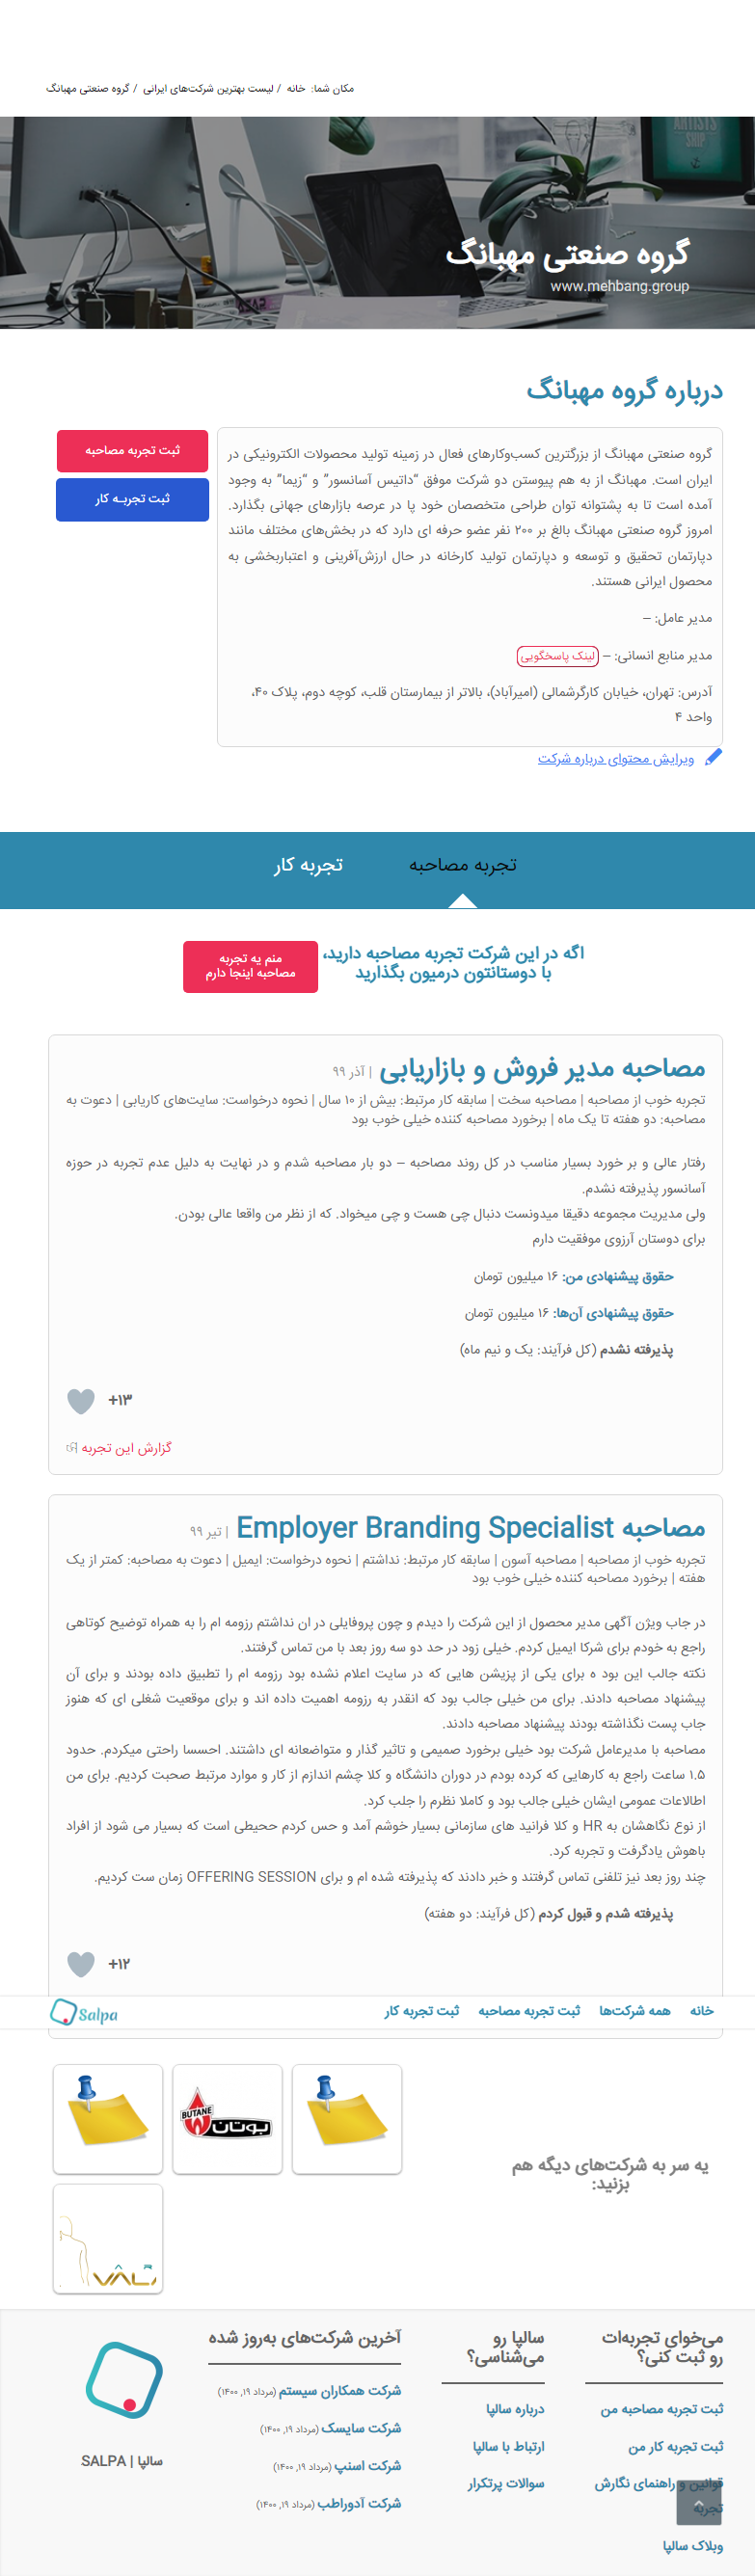 مکان شما: خانه / لیست بهترین شرکت‌های ایرانی / گروه صنعتی مهبانگ
ARTISTS
SHIP
گروه صنعتی مهبانگ
www.mehbang.group
درباره گروه مهبانگ
ثبت تجربه مصاحبه
ثبت تجربـه کار
گروه صنعتی مهبانگ از بزرگترین کسب‌وکارهای فعال در زمینه تولید محصولات الکترونیکی در
ایران است. مهبانگ از به هم پیوستن دو شرکت موفق “داتیس آسانسور” و “زیما” به وجود
آمده است تا به پشتوانه توان طراحی متخصصان خود پا در عرصه بازارهای جهانی بگذارد.
امروز گروه صنعتی مهبانگ بالغ بر ۲۰۰ نفر عضو حرفه ای دارد که در بخش‌های مختلف مانند
دپارتمان تحقیق و توسعه و دپارتمان تولید کارخانه در حال ارزش‌آفرینی و اعتباربخشی به
محصول ایرانی هستند.
مدیر عامل: –
مدیر منابع انسانی: – لینک پاسخگویی
آدرس: تهران، خیابان کارگرشمالی (امیرآباد)، بالاتر از بیمارستان قلب، کوچه دوم، پلاک ۴۰،
واحد ۴
ویرایش محتوای درباره شرکت
تجربه مصاحبه
تجربه کار
اگه در این شرکت تجربه مصاحبه دارید،
با دوستانتون درمیون بگذارید
منم یه تجربه
مصاحبه اینجا دارم
مصاحبه مدیر فروش و بازاریابی | آذر ۹۹
تجربه خوب از مصاحبه | مصاحبه سخت | سابقه کار مرتبط: بیش از ۱۰ سال | نحوه درخواست: سایت‌های کاریابی | دعوت به
مصاحبه: دو هفته تا یک ماه | برخورد مصاحبه کننده خیلی خوب بود
رفتار عالی و بر خورد بسیار مناسب در کل روند مصاحبه – دو بار مصاحبه شدم و در نهایت به دلیل عدم تجربه در حوزه
آسانسور پذیرفته نشدم.
ولی مدیریت مجموعه دقیقا میدونست دنبال چی هست و چی میخواد. که از نظر من واقعا عالی بودن.
برای دوستان آرزوی موفقیت دارم
حقوق پیشنهادی من: ۱۶ میلیون تومان
حقوق پیشنهادی آن‌ها: ۱۶ میلیون تومان
پذیرفته نشدم (کل فرآیند: یک و نیم ماه)
+۱۳
گزارش این تجربه
مصاحبه Employer Branding Specialist | تیر ۹۹
تجربه خوب از مصاحبه | مصاحبه آسون | سابقه کار مرتبط: نداشتم | نحوه درخواست: ایمیل | دعوت به مصاحبه: کمتر از یک
هفته | برخورد مصاحبه کننده خیلی خوب بود
در جاب ویژن آگهی مدیر محصول از این شرکت را دیدم و چون پروفایلی در ان نداشتم رزومه ام را به همراه توضیح کوتاهی
راجع به خودم برای شرکا ایمیل کردم. خیلی زود در حد دو سه روز بعد با من تماس گرفتند.
نکته جالب این بود ه برای یکی از پزیشن هایی که در سایت اعلام نشده بود رزومه ام را تطبیق داده بودند و برای آن
پیشنهاد مصاحبه دادند. برای من خیلی جالب بود که انقدر به رزومه اهمیت داده اند و برای موقعیت شغلی ای که هنوز
جاب پست نگذاشته بودند پیشنهاد مصاحبه دادند.
مصاحبه با مدیرعامل شرکت بود خیلی برخورد صمیمی و تاثیر گذار و متواضعانه ای داشتند. احسسا راحتی میکردم. حدود
۱.۵ ساعت راجع به کارهایی که کرده بودم در دوران دانشگاه و کلا چشم اندازم از کار و موارد مرتبط صحبت کردیم. برای من
اطالاعات عمومی ایشان خیلی جالب بود و کاملا نظرم را جلب کرد.
از نوع نگاهشان به HR و کلا فرانید های سازمانی بسیار خوشم آمد و حس کردم ححیطی است که بسیار می شود از افراد
باهوش یادگرفت و تجربه کرد.
چند روز بعد نیز تلفنی تماس گرفتند و خبر دادند که پذیرفته شده ام و برای OFFERING SESSION زمان ست کردیم.
پذیرفته شدم و قبول کردم (کل فرآیند: دو هفته)
+۱۲
خانه
همه شرکت‌ها
ثبت تجربه مصاحبه
ثبت تجربه کار
Salpa
یه سر به شرکت‌های دیگه هم
بزنید:
BUTANE
بوتان
می‌خوای تجربه‌ات
رو ثبت کنی؟
ثبت تجربه مصاحبه من
ثبت تجربه کار من
قوانین و راهنمای نگارش
تجربه
وبلاک سالپا
سالپا رو
می‌شناسی؟
درباره سالپا
ارتباط با سالپا
سوالات پرتکرار
آخرین شرکت‌های به‌روز شده
شرکت همکاران سیستم (مرداد ۱۹, ۱۴۰۰)
شرکت سایسک (مرداد ۱۹, ۱۴۰۰)
شرکت اسنپ (مرداد ۱۹, ۱۴۰۰)
شرکت آدوراطب (مرداد ۱۹, ۱۴۰۰)
سالپا | SALPA